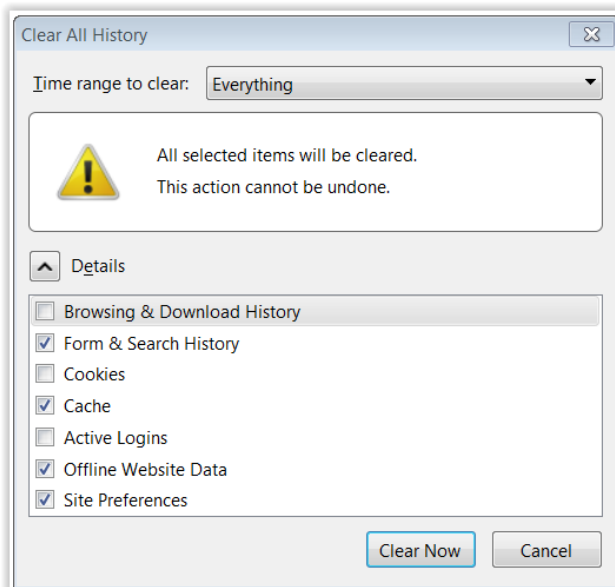 Clear All History
Time range to clear: Everything
All selected items will be cleared.
This action cannot be undone.
Details
Browsing & Download History
Form & Search History
Cookies
Cache
Active Logins
Offline Website Data
Site Preferences
Clear Now Cancel